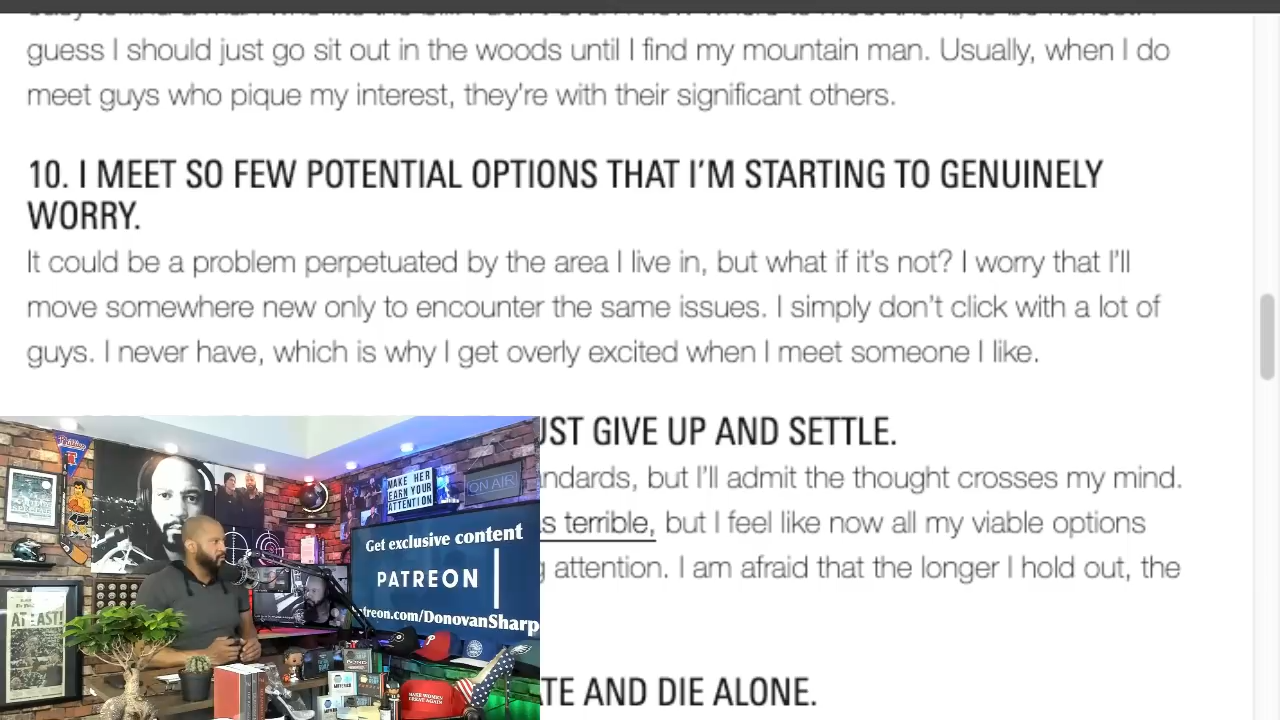 guess I should just go sit out in the woods until I find my mountain man. Usually, when I do
meet guys who pique my interest, they're with their significant others.
10. I MEET SO FEW POTENTIAL OPTIONS THAT I'M STARTING TO GENUINELY
WORRY.
It could be a problem perpetuated by the area I live in, but what if it's not? I worry that I'll
move somewhere new only to encounter the same issues. I simply don't click with a lot of
guys. I never have, which is why I get overly excited when I meet someone I like.
UST GIVE UP AND SETTLE.
andards, but I'll admit the thought crosses my mind.
s terrible, but I feel like now all my viable options
g attention. I am afraid that the longer I hold out, the
TE AND DIE ALONE.
MAKE HER
EARN YOUR
ATTENTION
ON AIR
Get exclusive content
PATREON
treon.com/DonovanSharp
Phillies
AT LAST!